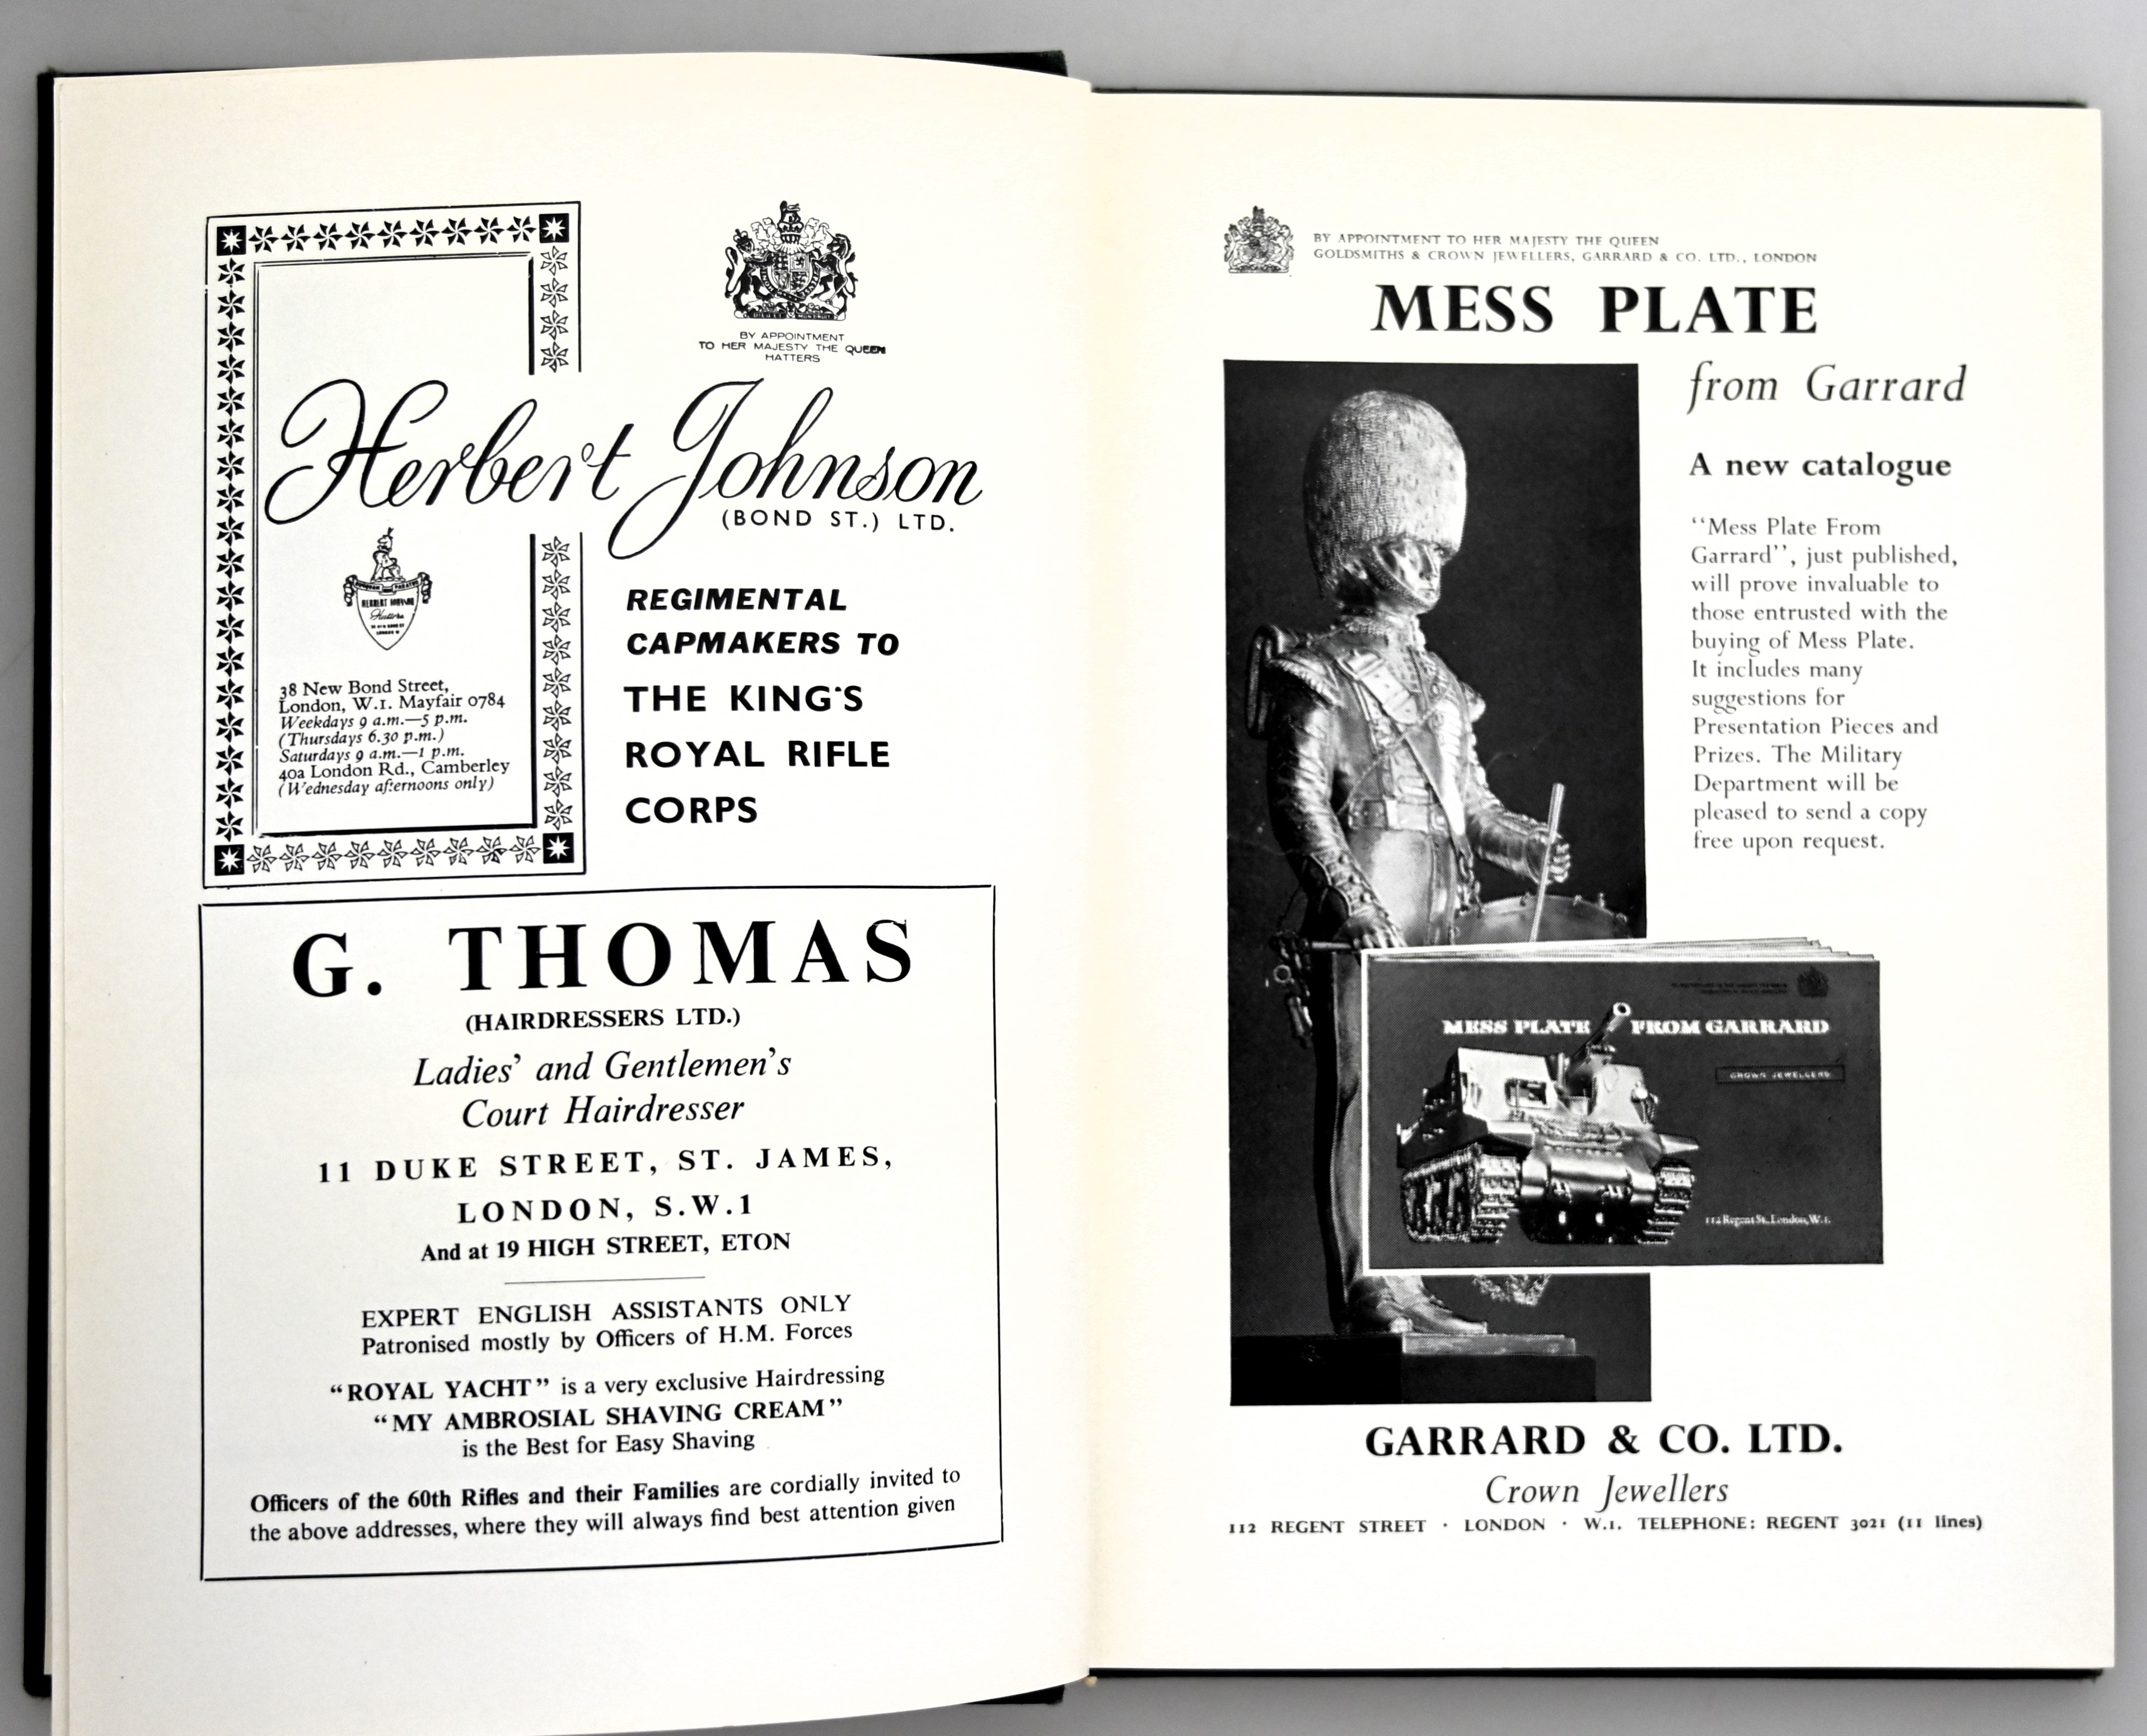 BY APPOINTMENT
TO HER MAJESTY THE QUEEN
HATTERS
Herbert Johnson
(BOND ST.) LTD.
HERBERT JOHNSON
Hatters
LONDON W
38 New Bond Street,
London, W.1. Mayfair 0784
Weekdays 9 a.m.—5 p.m.
(Thursdays 6.30 p.m.)
Saturdays 9 a.m.—1 p.m.
40a London Rd., Camberley
(Wednesday afternoons only)
REGIMENTAL
CAPMAKERS TO
THE KING'S
ROYAL RIFLE
CORPS
G. THOMAS
(HAIRDRESSERS LTD.)
Ladies' and Gentlemen's
Court Hairdresser
11 DUKE STREET, ST. JAMES,
LONDON, S.W.1
And at 19 HIGH STREET, ETON
EXPERT ENGLISH ASSISTANTS ONLY
Patronised mostly by Officers of H.M. Forces
“ROYAL YACHT” is a very exclusive Hairdressing
“MY AMBROSIAL SHAVING CREAM”
is the Best for Easy Shaving
Officers of the 60th Rifles and their Families are cordially invited to
the above addresses, where they will always find best attention given
BY APPOINTMENT TO HER MAJESTY THE QUEEN
GOLDSMITHS & CROWN JEWELLERS, GARRARD & CO. LTD., LONDON
MESS PLATE
from Garrard
A new catalogue
“Mess Plate From
Garrard”, just published,
will prove invaluable to
those entrusted with the
buying of Mess Plate.
It includes many
suggestions for
Presentation Pieces and
Prizes. The Military
Department will be
pleased to send a copy
free upon request.
MESS PLATE FROM GARRARD
CROWN JEWELLERS
112 Regent St., London, W.1.
GARRARD & CO. LTD.
Crown Jewellers
112 REGENT STREET · LONDON · W.1. TELEPHONE: REGENT 3021 (11 lines)